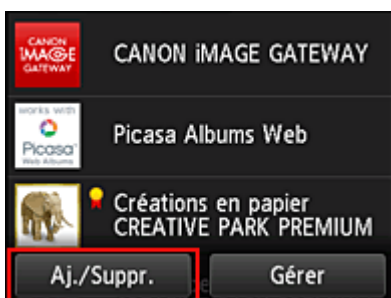 CANON
iMAGE
GATEWAY
CANON iMAGE GATEWAY
works with
Picasa
Web Albums
Picasa Albums Web
Créations en papier
CREATIVE PARK PREMIUM
Aj./Suppr.
Gérer